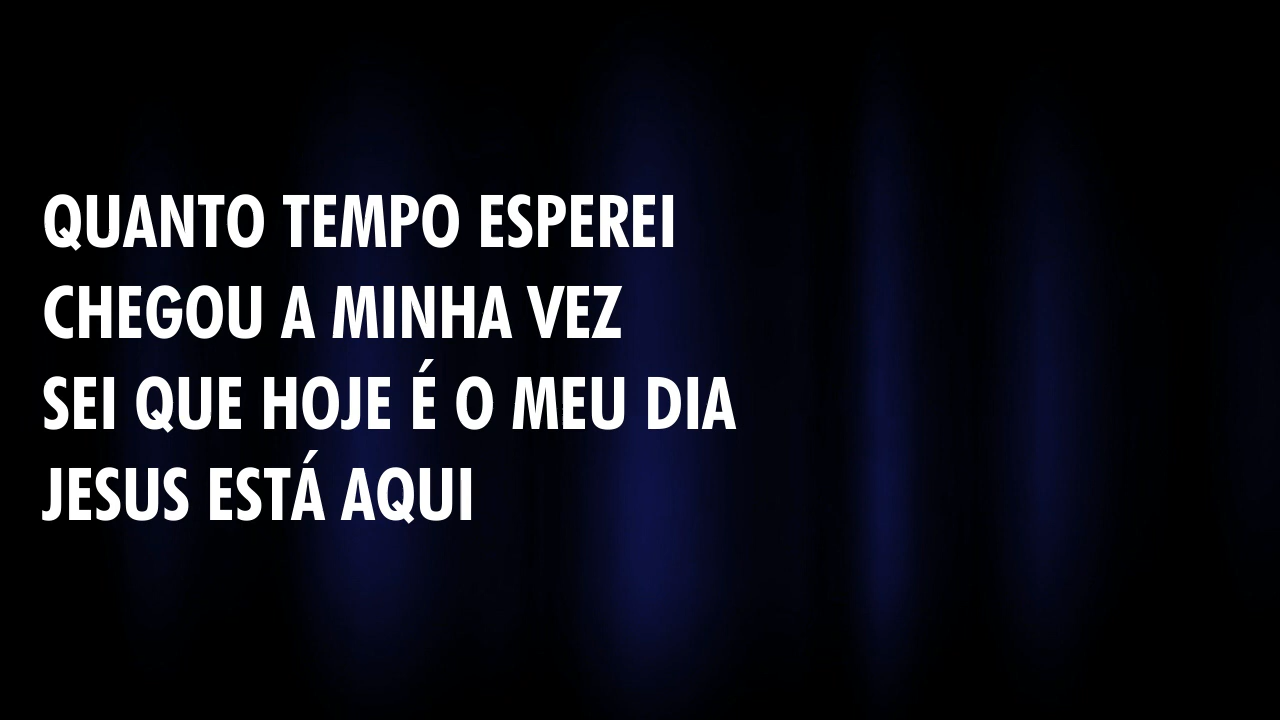 QUANTO TEMPO ESPEREI
CHEGOU A MINHA VEZ
SEI QUE HOJE É O MEU DIA
JESUS ESTÁ AQUI